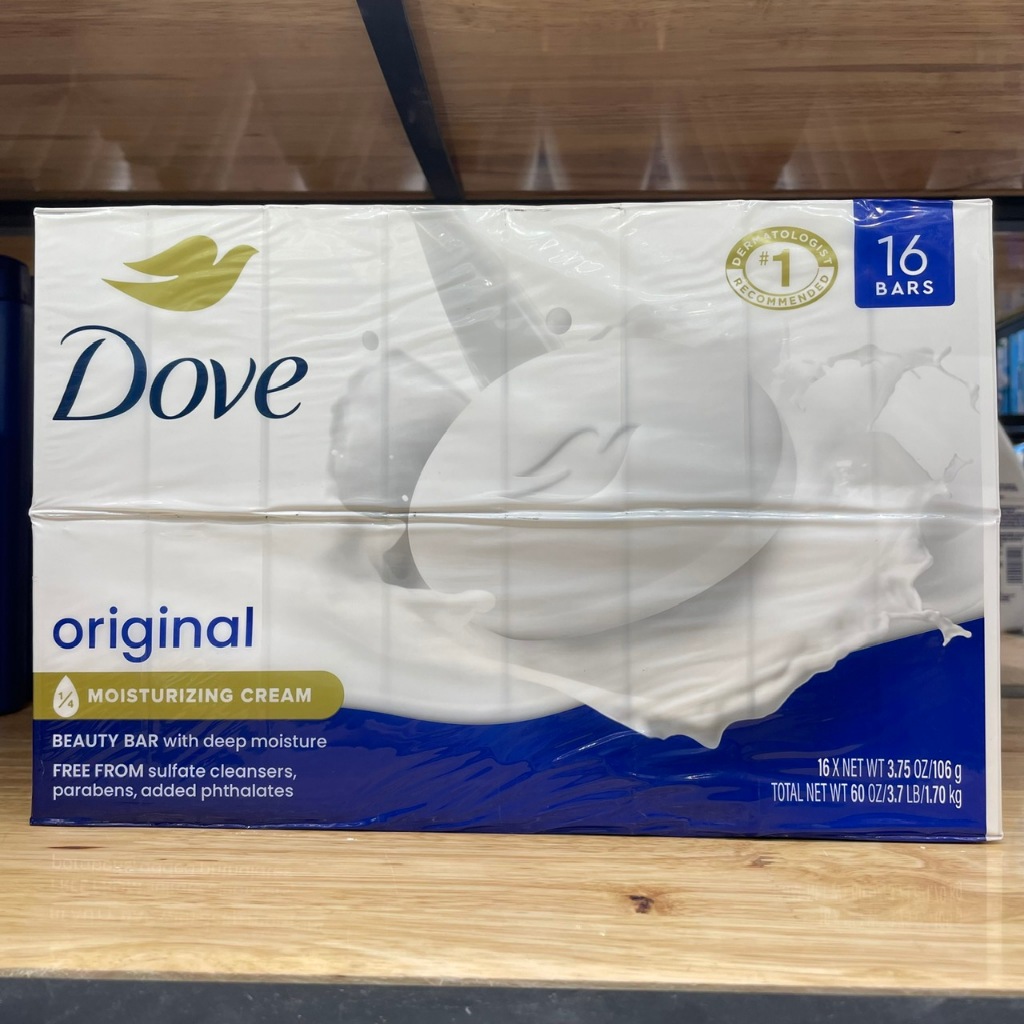 Dove
DERMATOLOGIST
#1
RECOMMENDED
16
BARS
original
1/4 MOISTURIZING CREAM
BEAUTY BAR with deep moisture
FREE FROM sulfate cleansers,
parabens, added phthalates
16 X NET WT 3.75 OZ/106 g
TOTAL NET WT 60 OZ/3.7 LB/1.70 kg